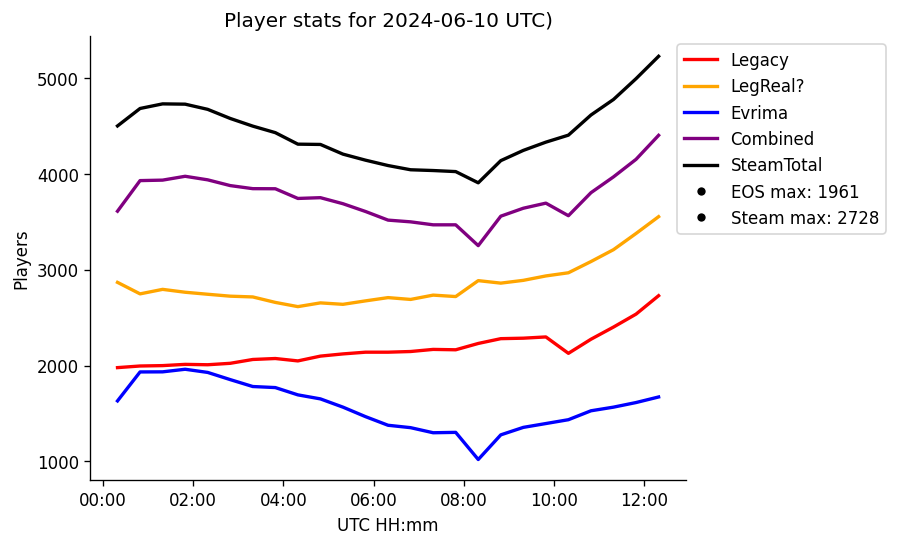 Player stats for 2024-06-10 UTC)
Legacy
LegReal?
Evrima
Combined
SteamTotal
EOS max: 1961
Steam max: 2728
Players
5000
4000
3000
2000
1000
00:00 02:00 04:00 06:00 08:00 10:00 12:00
UTC HH:mm